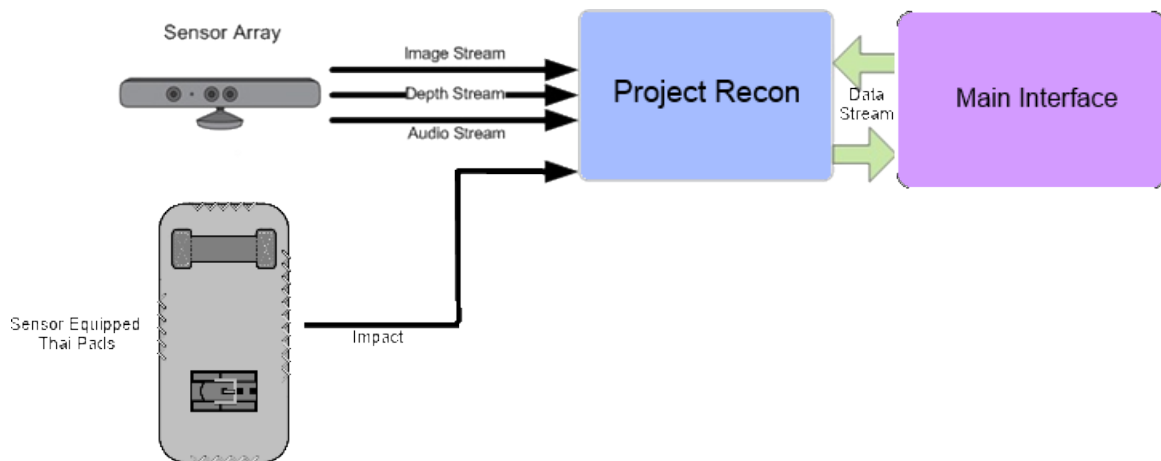 Sensor Array
Image Stream
Depth Stream
Audio Stream
Project Recon
Data
Stream
Main Interface
Sensor Equipped
Thai Pads
Impact